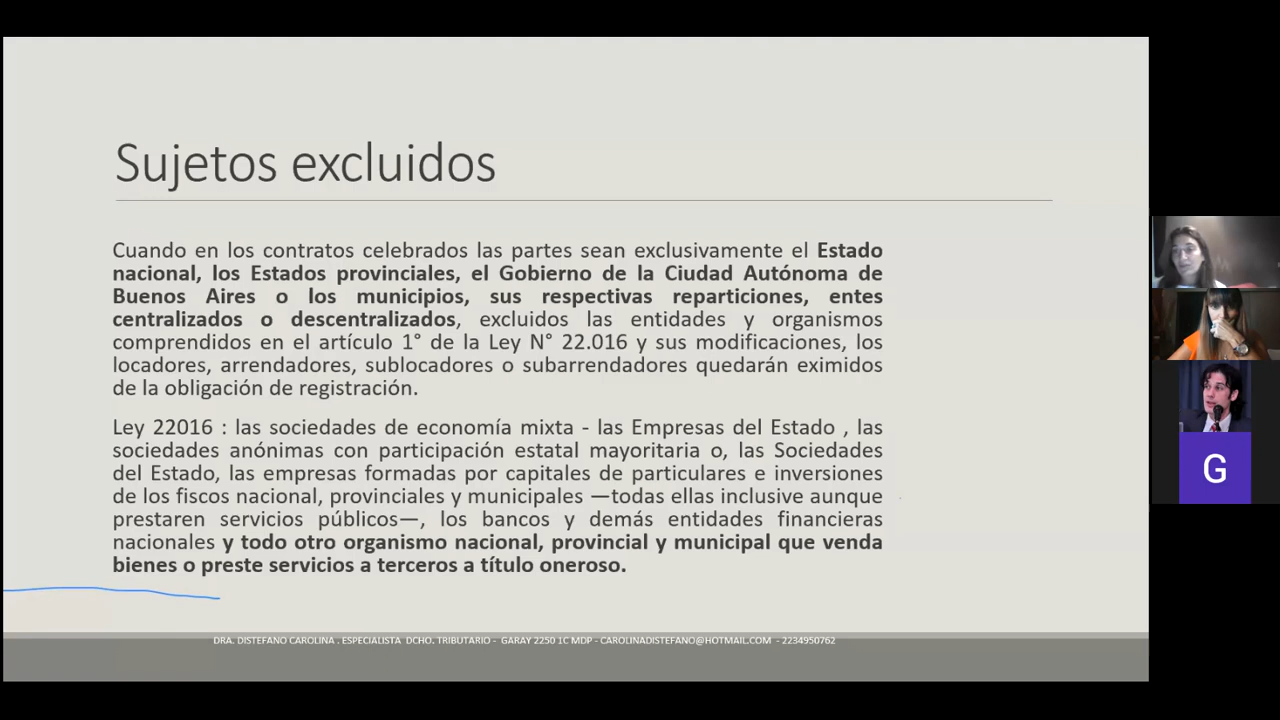 Sujetos excluidos
Cuando en los contratos celebrados las partes sean exclusivamente el Estado
nacional, los Estados provinciales, el Gobierno de la Ciudad Autónoma de
Buenos Aires o los municipios, sus respectivas reparticiones, entes
centralizados o descentralizados, excluidos las entidades y organismos
comprendidos en el artículo 1° de la Ley N° 22.016 y sus modificaciones, los
locadores, arrendadores, sublocadores o subarrendadores quedarán eximidos
de la obligación de registración.
Ley 22016 : las sociedades de economía mixta - las Empresas del Estado , las
sociedades anónimas con participación estatal mayoritaria o, las Sociedades
del Estado, las empresas formadas por capitales de particulares e inversiones
de los fiscos nacional, provinciales y municipales —todas ellas inclusive aunque
prestaren servicios públicos—, los bancos y demás entidades financieras
nacionales y todo otro organismo nacional, provincial y municipal que venda
bienes o preste servicios a terceros a título oneroso.
DRA. DISTEFANO CAROLINA . ESPECIALISTA DCHO. TRIBUTARIO - GARAY 2250 1C MDP - CAROLINADISTEFANO@HOTMAIL.COM - 2234950762
G